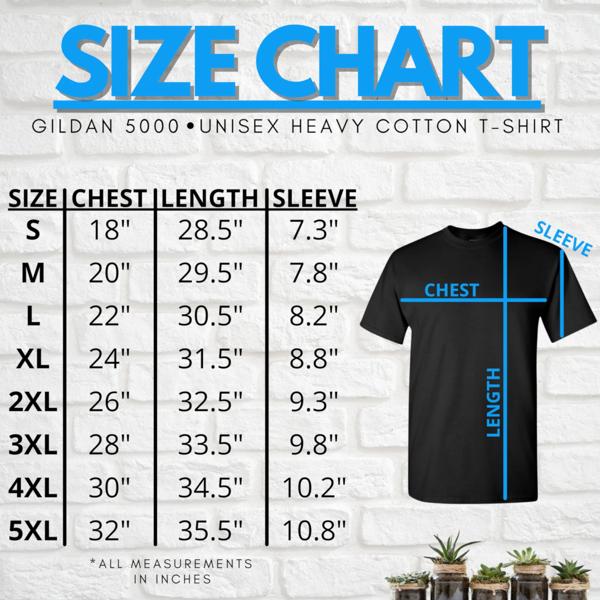 SIZE CHART
GILDAN 5000•UNISEX HEAVY COTTON T-SHIRT
SIZE CHEST LENGTH SLEEVE
S 18" 28.5" 7.3"
M 20" 29.5" 7.8"
L 22" 30.5" 8.2"
XL 24" 31.5" 8.8"
2XL 26" 32.5" 9.3"
3XL 28" 33.5" 9.8"
4XL 30" 34.5" 10.2"
5XL 32" 35.5" 10.8"
*ALL MEASUREMENTS
IN INCHES
SLEEVE
CHEST
LENGTH